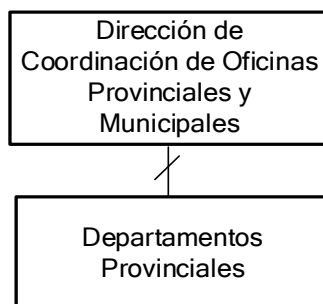 Dirección de
Coordinación de Oficinas
Provinciales y
Municipales
Departamentos
Provinciales